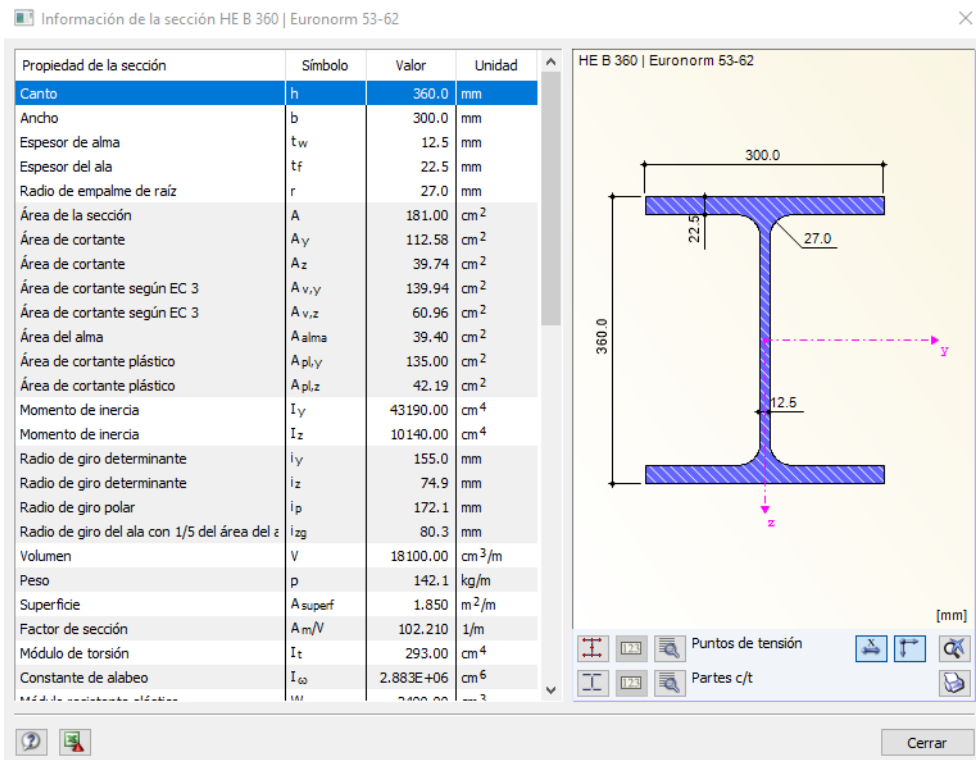 Información de la sección HE B 360 | Euronorm 53-62
Propiedad de la sección Símbolo Valor Unidad
Canto h 360.0 mm
Ancho b 300.0 mm
Espesor de alma tw 12.5 mm
Espesor del ala tf 22.5 mm
Radio de empalme de raíz r 27.0 mm
Área de la sección A 181.00 cm2
Área de cortante Ay 112.58 cm2
Área de cortante Az 39.74 cm2
Área de cortante según EC 3 Av,y 139.94 cm2
Área de cortante según EC 3 Av,z 60.96 cm2
Área del alma Aalma 39.40 cm2
Área de cortante plástico Apl,y 135.00 cm2
Área de cortante plástico Apl,z 42.19 cm2
Momento de inercia Iy 43190.00 cm4
Momento de inercia Iz 10140.00 cm4
Radio de giro determinante iy 155.0 mm
Radio de giro determinante iz 74.9 mm
Radio de giro polar ip 172.1 mm
Radio de giro del ala con 1/5 del área del a izg 80.3 mm
Volumen V 18100.00 cm3/m
Peso p 142.1 kg/m
Superficie Asuperf 1.850 m2/m
Factor de sección Am/V 102.210 1/m
Módulo de torsión It 293.00 cm4
Constante de alabeo Iω 2.883E+06 cm6
Módulo resistente elástico W 2400.00 cm3
HE B 360 | Euronorm 53-62
300.0
22.5
27.0
360.0
y
12.5
z
[mm]
123 Puntos de tensión x
123 Partes c/t
Cerrar